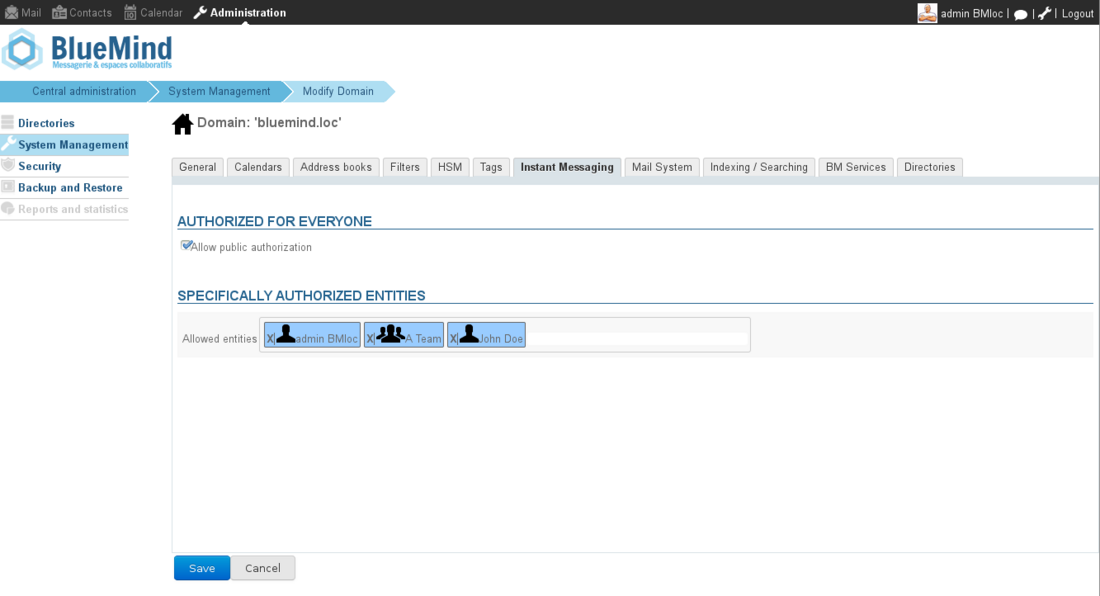 Mail Contacts Calendar Administration admin BMloc | | | Logout
BlueMind
Messagerie & espaces collaboratifs
Central administration System Management Modify Domain
Directories
System Management
Security
Backup and Restore
Reports and statistics
Domain: 'bluemind.loc'
General Calendars Address books Filters HSM Tags Instant Messaging Mail System Indexing / Searching BM Services Directories
AUTHORIZED FOR EVERYONE
Allow public authorization
SPECIFICALLY AUTHORIZED ENTITIES
Allowed entities X| admin BMloc X| A Team X| John Doe
Save Cancel